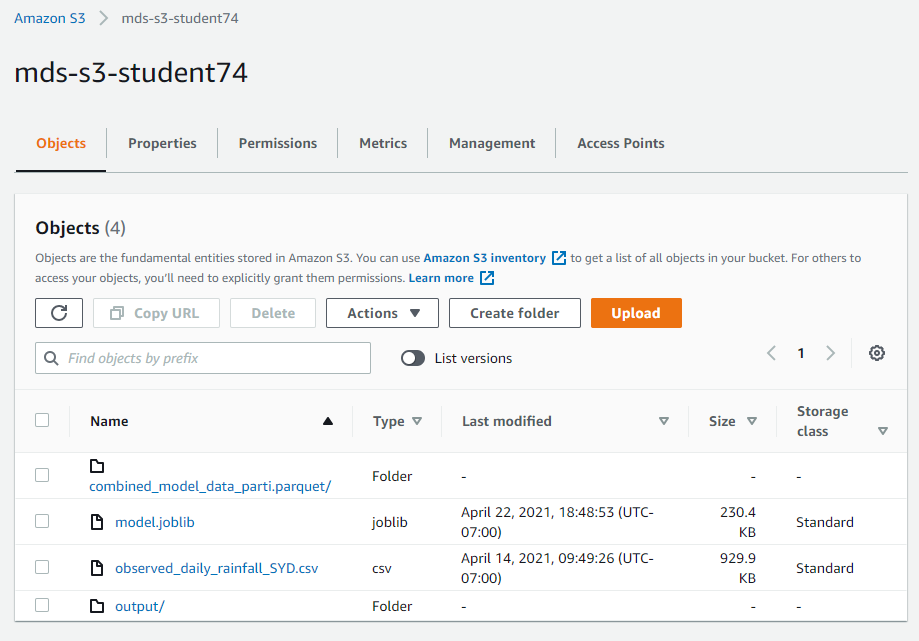 Amazon S3 > mds-s3-student74
mds-s3-student74
Objects Properties Permissions Metrics Management Access Points
Objects (4)
Objects are the fundamental entities stored in Amazon S3. You can use Amazon S3 inventory to get a list of all objects in your bucket. For others to
access your objects, you'll need to explicitly grant them permissions. Learn more
Copy URL Delete Actions Create folder Upload
Find objects by prefix List versions 1
Name Type Last modified Size Storage
class
combined_model_data_parti.parquet/ Folder - - -
model.joblib joblib April 22, 2021, 18:48:53 (UTC- 230.4 Standard
07:00) KB
observed_daily_rainfall_SYD.csv csv April 14, 2021, 09:49:26 (UTC- 929.9 Standard
07:00) KB
output/ Folder - - -